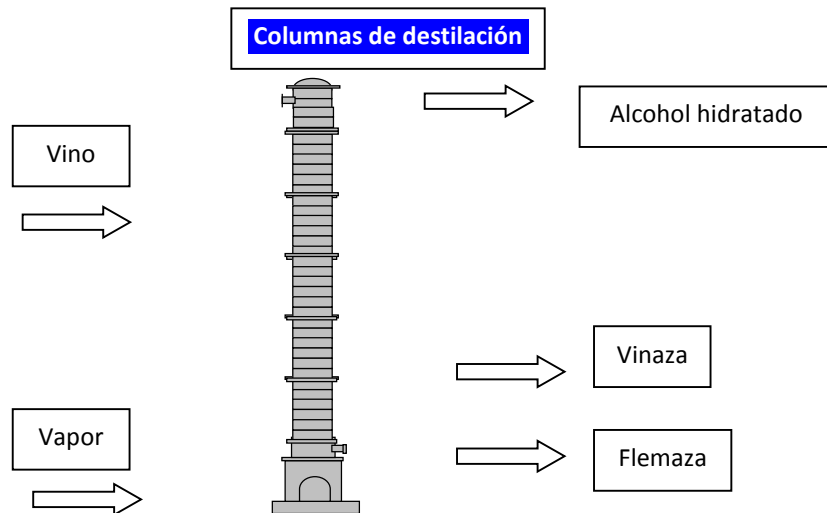 Columnas de destilación
Alcohol hidratado
Vino
Vinaza
Vapor
Flemaza